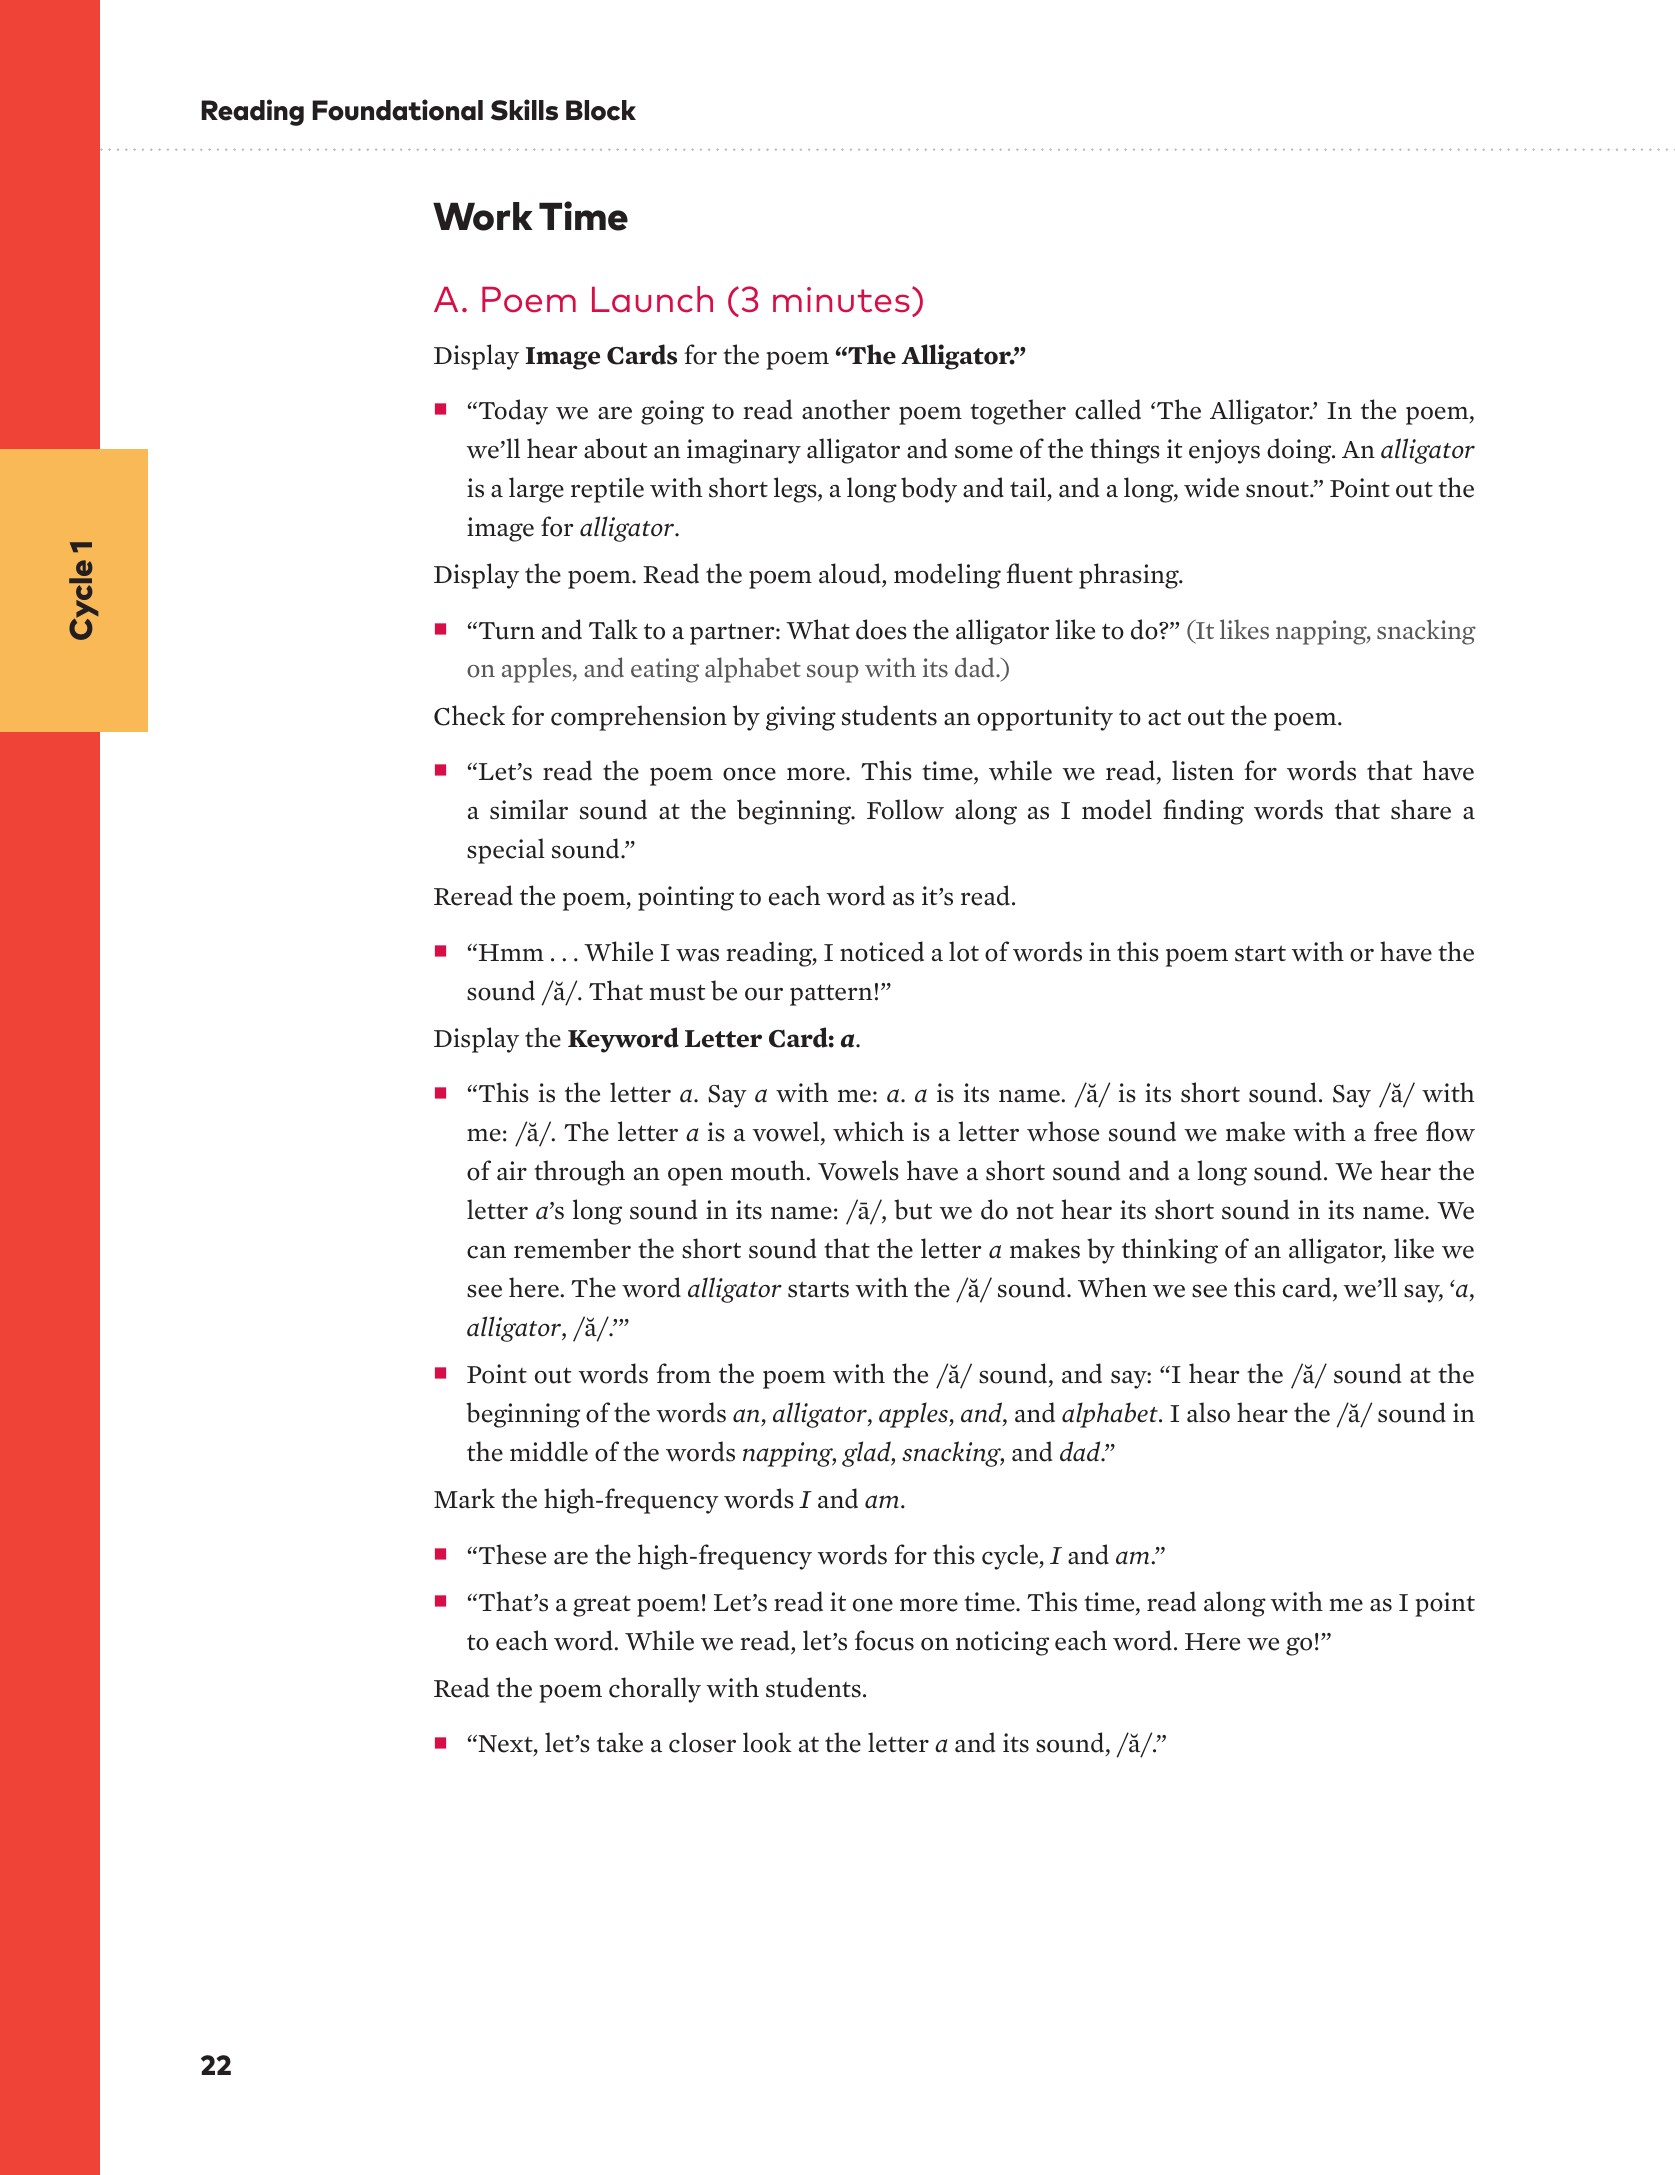 Reading Foundational Skills Block
Work Time
A. Poem Launch (3 minutes)
Display Image Cards for the poem “The Alligator.”
■ “Today we are going to read another poem together called ‘The Alligator.’ In the poem,
we’ll hear about an imaginary alligator and some of the things it enjoys doing. An alligator
is a large reptile with short legs, a long body and tail, and a long, wide snout.” Point out the
image for alligator.
Cycle 1
Display the poem. Read the poem aloud, modeling fluent phrasing.
■ “Turn and Talk to a partner: What does the alligator like to do?” (It likes napping, snacking
on apples, and eating alphabet soup with its dad.)
Check for comprehension by giving students an opportunity to act out the poem.
■ “Let’s read the poem once more. This time, while we read, listen for words that have
a similar sound at the beginning. Follow along as I model finding words that share a
special sound.”
Reread the poem, pointing to each word as it’s read.
■ “Hmm . . . While I was reading, I noticed a lot of words in this poem start with or have the
sound /ă/. That must be our pattern!”
Display the Keyword Letter Card: a.
■ “This is the letter a. Say a with me: a. a is its name. /ă/ is its short sound. Say /ă/ with
me: /ă/. The letter a is a vowel, which is a letter whose sound we make with a free flow
of air through an open mouth. Vowels have a short sound and a long sound. We hear the
letter a’s long sound in its name: /ā/, but we do not hear its short sound in its name. We
can remember the short sound that the letter a makes by thinking of an alligator, like we
see here. The word alligator starts with the /ă/ sound. When we see this card, we’ll say, ‘a,
alligator, /ă/.’”
■ Point out words from the poem with the /ă/ sound, and say: “I hear the /ă/ sound at the
beginning of the words an, alligator, apples, and, and alphabet. I also hear the /ă/ sound in
the middle of the words napping, glad, snacking, and dad.”
Mark the high-frequency words I and am.
■ “These are the high-frequency words for this cycle, I and am.”
■ “That’s a great poem! Let’s read it one more time. This time, read along with me as I point
to each word. While we read, let’s focus on noticing each word. Here we go!”
Read the poem chorally with students.
■ “Next, let’s take a closer look at the letter a and its sound, /ă/.”
22